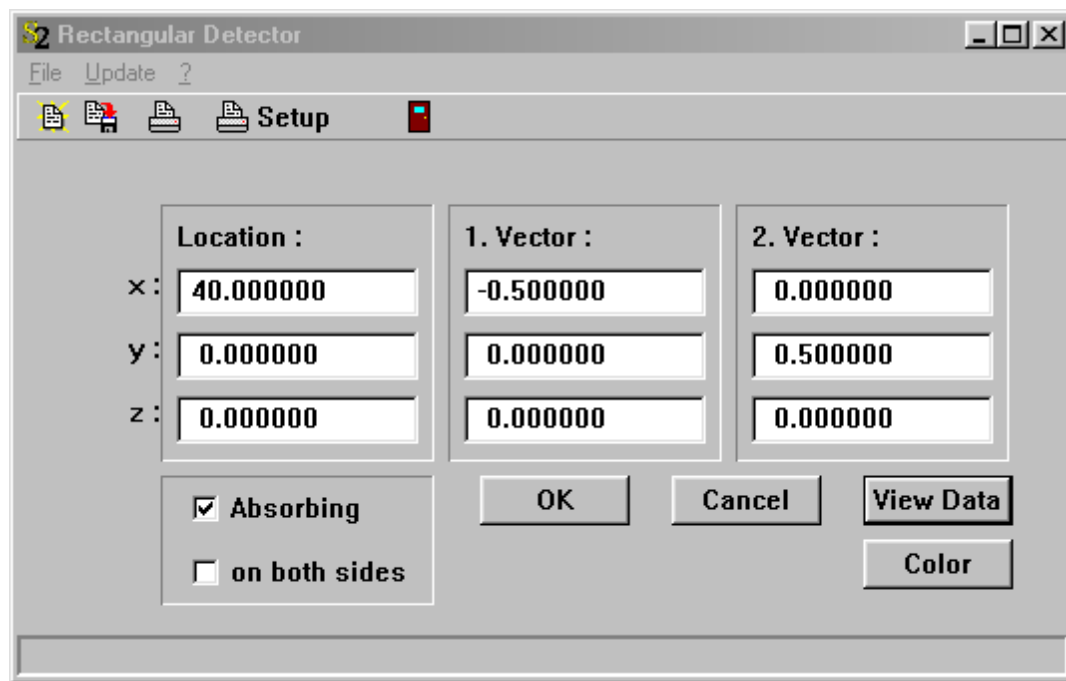 S2 Rectangular Detector
File Update ?
Setup
Location : 1. Vector : 2. Vector :
x : 40.000000 -0.500000 0.000000
y : 0.000000 0.000000 0.500000
z : 0.000000 0.000000 0.000000
Absorbing OK Cancel View Data
on both sides Color